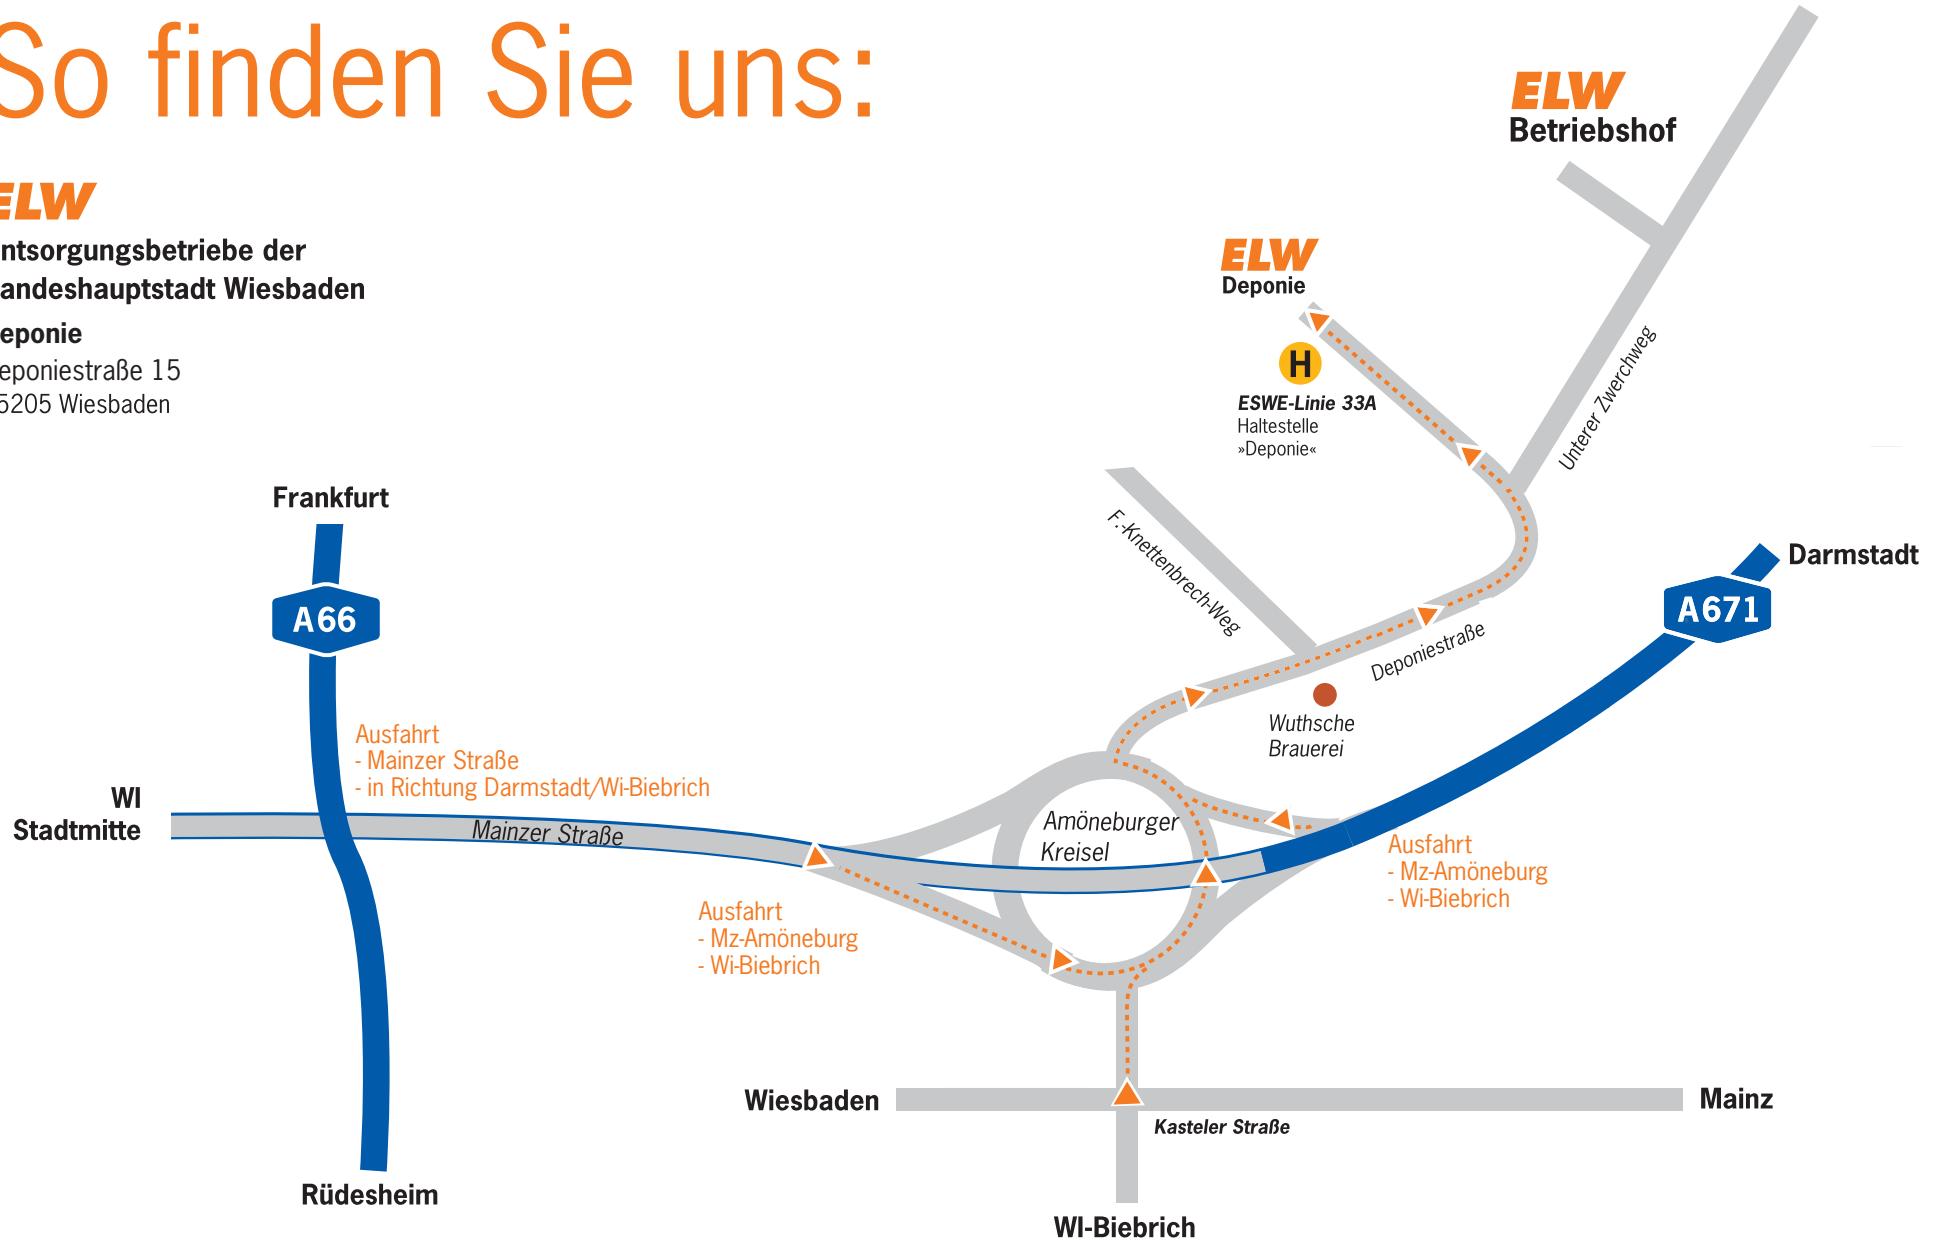 So finden Sie uns:
ELW
ntsorgungsbetriebe der
andeshauptstadt Wiesbaden
eponie
eponiestraße 15
5205 Wiesbaden
ELW
Betriebshof
ELW
Deponie
H
ESWE-Linie 33A
Haltestelle
»Deponie«
Unterer Zwerchweg
F.-Knettenbrech-Weg
Deponiestraße
Wuthsche
Brauerei
Frankfurt
A66
Darmstadt
A671
Ausfahrt
- Mainzer Straße
- in Richtung Darmstadt/Wi-Biebrich
WI
Stadtmitte
Mainzer Straße
Amöneburger
Kreisel
Ausfahrt
- Mz-Amöneburg
- Wi-Biebrich
Ausfahrt
- Mz-Amöneburg
- Wi-Biebrich
Wiesbaden
Mainz
Kasteler Straße
Rüdesheim
WI-Biebrich